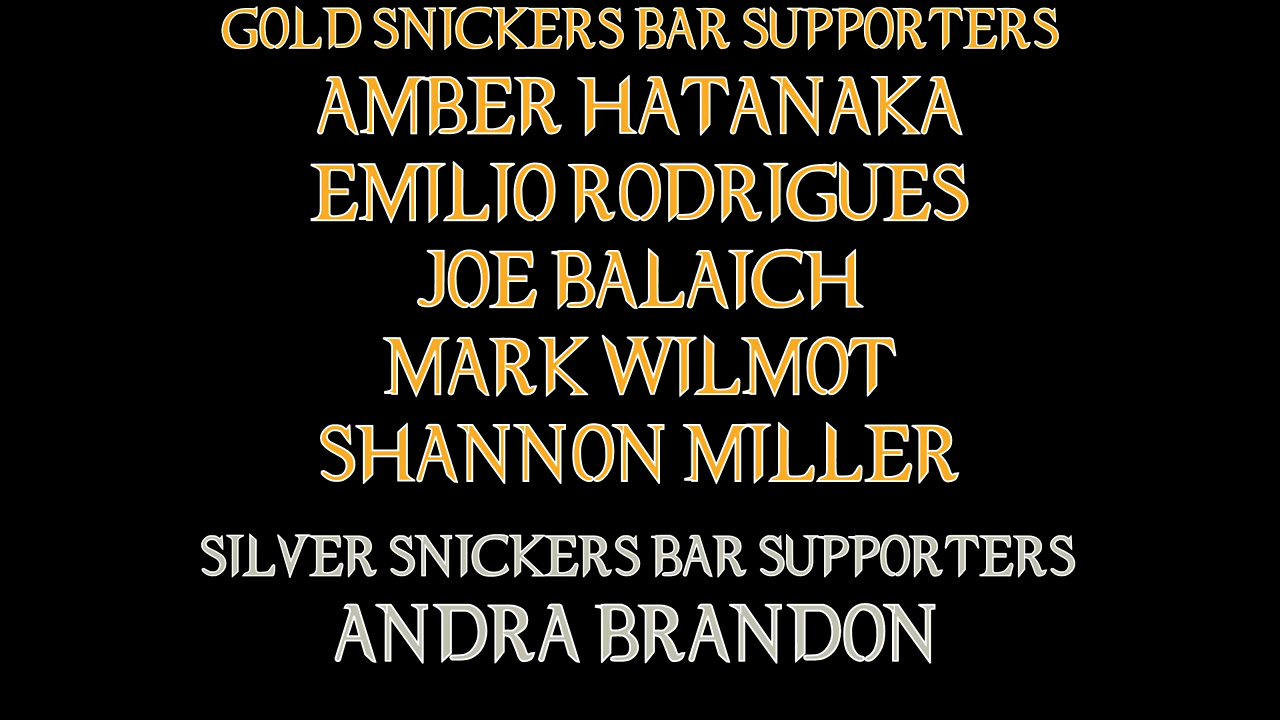 GOLD SNICKERS BAR SUPPORTERS
AMBER HATANAKA
EMILIO RODRIGUES
JOE BALAICH
MARK WILMOT
SHANNON MILLER
SILVER SNICKERS BAR SUPPORTERS
ANDRA BRANDON